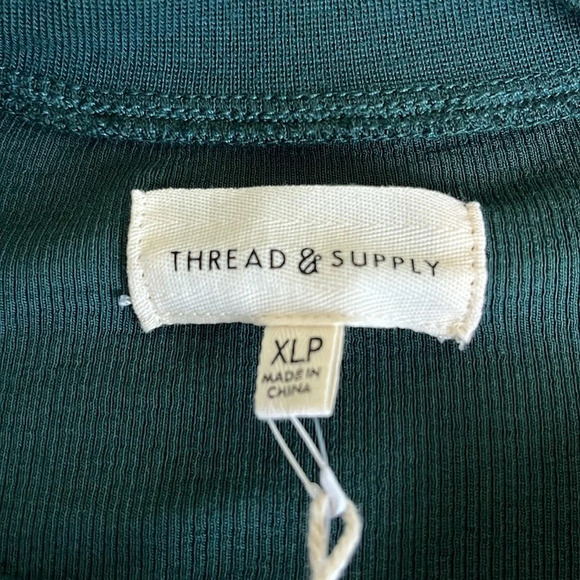 THREAD & SUPPLY
XLP
MADE IN
CHINA